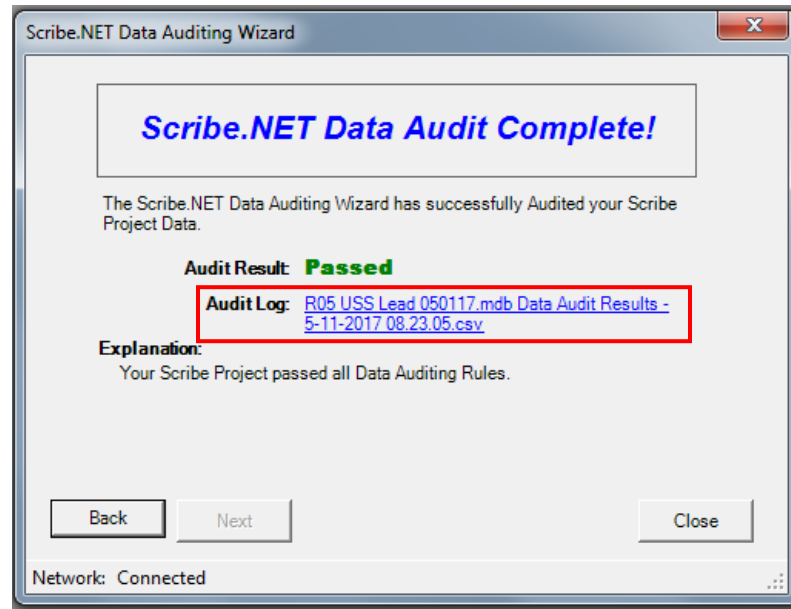 Scribe.NET Data Auditing Wizard
Scribe.NET Data Audit Complete!
The Scribe.NET Data Auditing Wizard has successfully Audited your Scribe
Project Data.
Audit Result: Passed
Audit Log: R05 USS Lead 050117.mdb Data Audit Results -
5-11-2017 08.23.05.csv
Explanation:
Your Scribe Project passed all Data Auditing Rules.
Back Next Close
Network: Connected